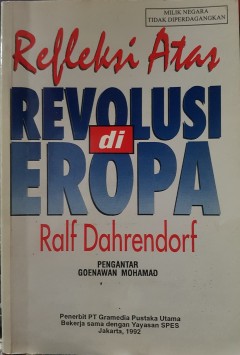 MILIK NEGARA
TIDAK DIPERDAGANGKAN
Refleksi Atas
REVOLUSI
di
EROPA
Ralf Dahrendorf
PENGANTAR
GOENAWAN MOHAMAD
Penerbit PT Gramedia Pustaka Utama
Bekerja sama dengan Yayasan SPES
Jakarta, 1992